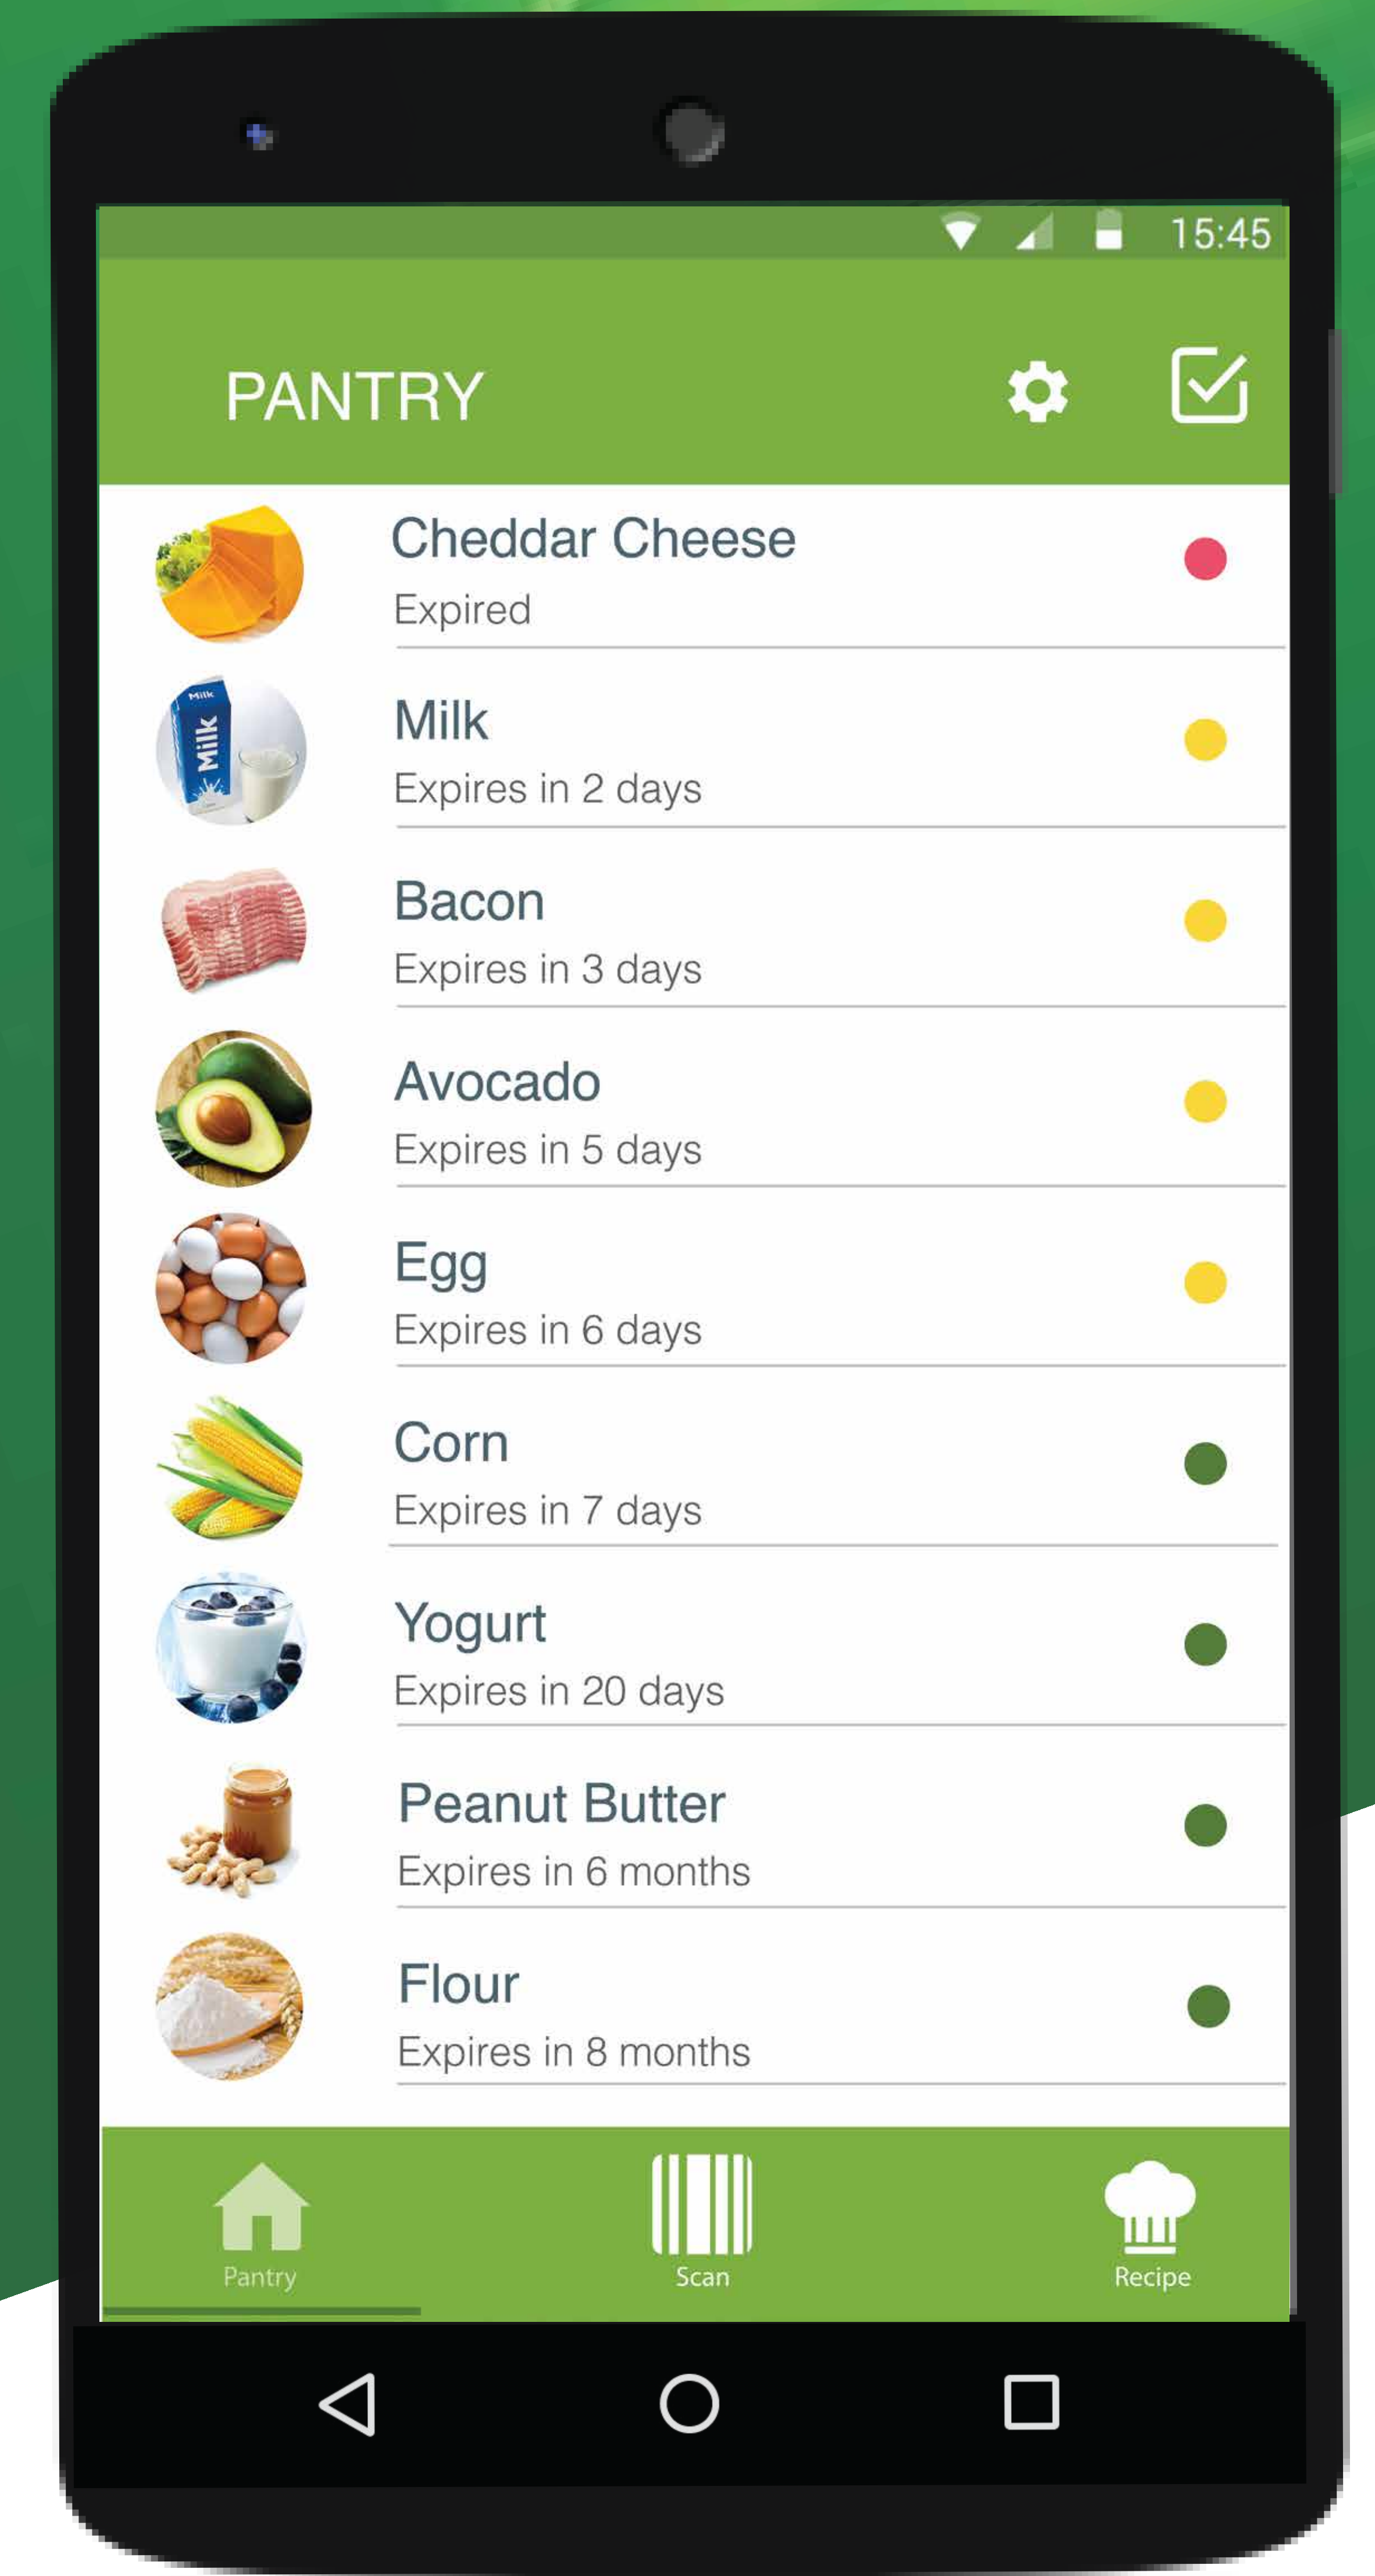 15:45
PANTRY
Cheddar Cheese
Expired
Milk
Milk
Milk
Expires in 2 days
Bacon
Expires in 3 days
Avocado
Expires in 5 days
Egg
Expires in 6 days
Corn
Expires in 7 days
Yogurt
Expires in 20 days
Peanut Butter
Expires in 6 months
Flour
Expires in 8 months
Pantry
Scan
Recipe